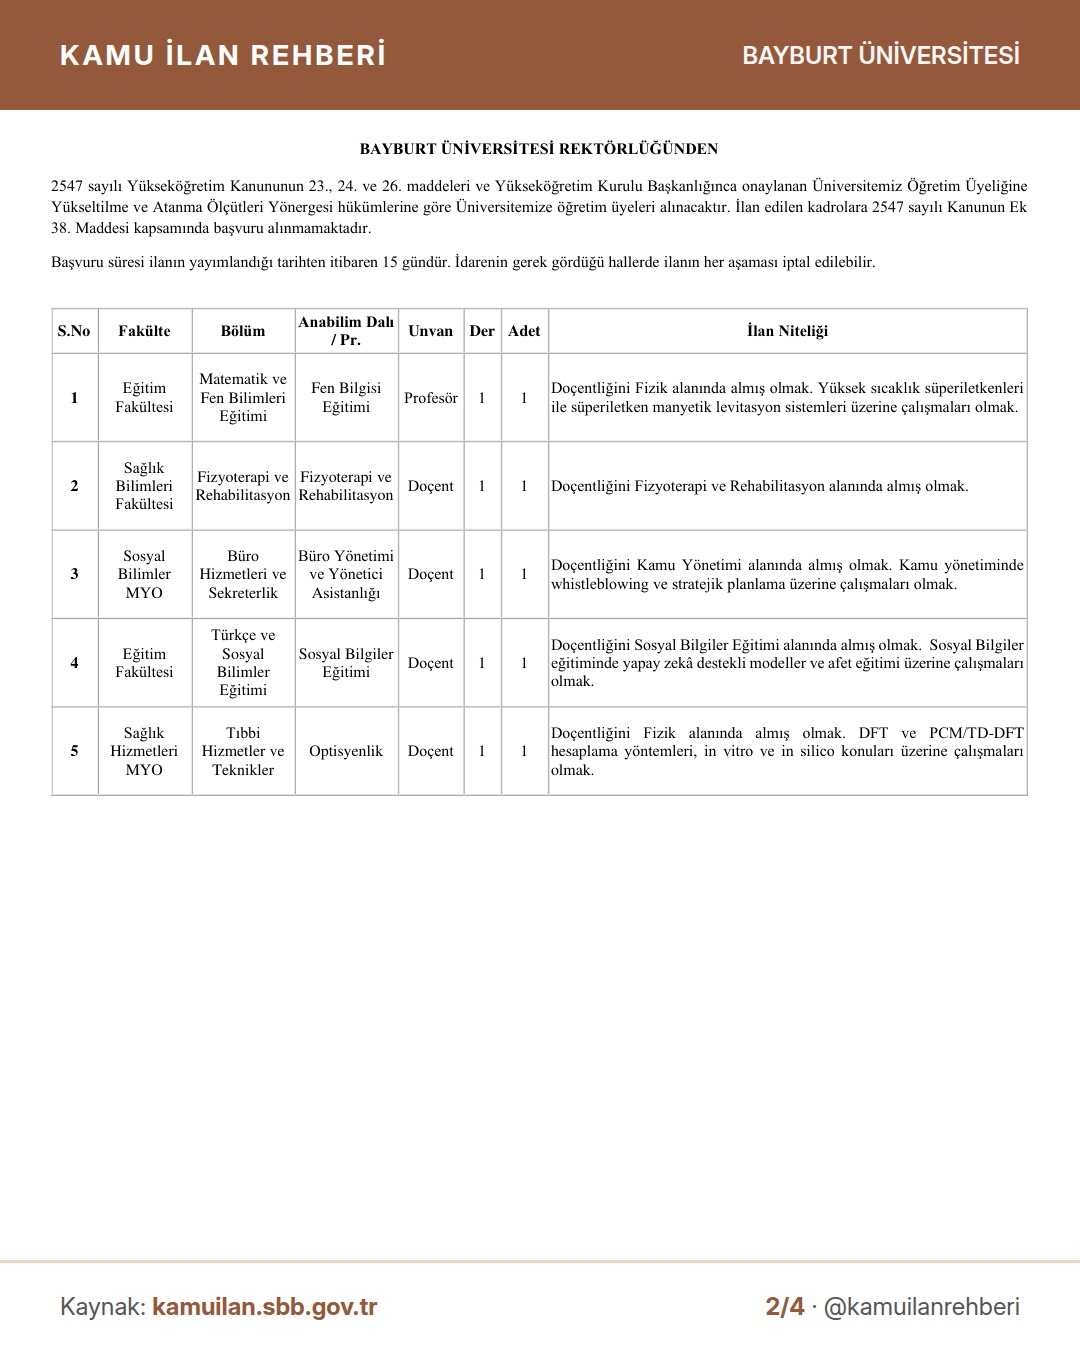 KAMU İLAN REHBERİ
BAYBURT ÜNİVERSİTESİ
BAYBURT ÜNİVERSİTESİ REKTÖRLÜĞÜNDEN
2547 sayılı Yükseköğretim Kanununun 23., 24. ve 26. maddeleri ve Yükseköğretim Kurulu Başkanlığınca onaylanan Üniversitemiz Öğretim Üyeliğine
Yükseltilme ve Atanma Ölçütleri Yönergesi hükümlerine göre Üniversitemize öğretim üyeleri alınacaktır. İlan edilen kadrolara 2547 sayılı Kanunun Ek
38. Maddesi kapsamında başvuru alınmamaktadır.
Başvuru süresi ilanın yayımlandığı tarihten itibaren 15 gündür. İdarenin gerek gördüğü hallerde ilanın her aşaması iptal edilebilir.
S.No
Fakülte
Bölüm
Anabilim Dalı
/ Pr.
Unvan
Der
Adet
İlan Niteliği
1
Eğitim
Fakültesi
Matematik ve
Fen Bilimleri
Eğitimi
Fen Bilgisi
Eğitimi
Profesör
1
1
Doçentliğini Fizik alanında almış olmak. Yüksek sıcaklık süperiletkenleri
ile süperiletken manyetik levitasyon sistemleri üzerine çalışmaları olmak.
2
Sağlık
Bilimleri
Fakültesi
Fizyoterapi ve
Rehabilitasyon
Fizyoterapi ve
Rehabilitasyon
Doçent
1
1
Doçentliğini Fizyoterapi ve Rehabilitasyon alanında almış olmak.
3
Sosyal
Bilimler
MYO
Büro
Hizmetleri ve
Sekreterlik
Büro Yönetimi
ve Yönetici
Asistanlığı
Doçent
1
1
Doçentliğini Kamu Yönetimi alanında almış olmak. Kamu yönetiminde
whistleblowing ve stratejik planlama üzerine çalışmaları olmak.
4
Eğitim
Fakültesi
Türkçe ve
Sosyal
Bilimler
Eğitimi
Sosyal Bilgiler
Eğitimi
Doçent
1
1
Doçentliğini Sosyal Bilgiler Eğitimi alanında almış olmak. Sosyal Bilgiler
eğitiminde yapay zekâ destekli modeller ve afet eğitimi üzerine çalışmaları
olmak.
5
Sağlık
Hizmetleri
MYO
Tıbbi
Hizmetler ve
Teknikler
Optisyenlik
Doçent
1
1
Doçentliğini Fizik alanında almış olmak. DFT ve PCM/TD-DFT
hesaplama yöntemleri, in vitro ve in silico konuları üzerine çalışmaları
olmak.
Kaynak: kamuilan.sbb.gov.tr
2/4 · @kamuilanrehberi